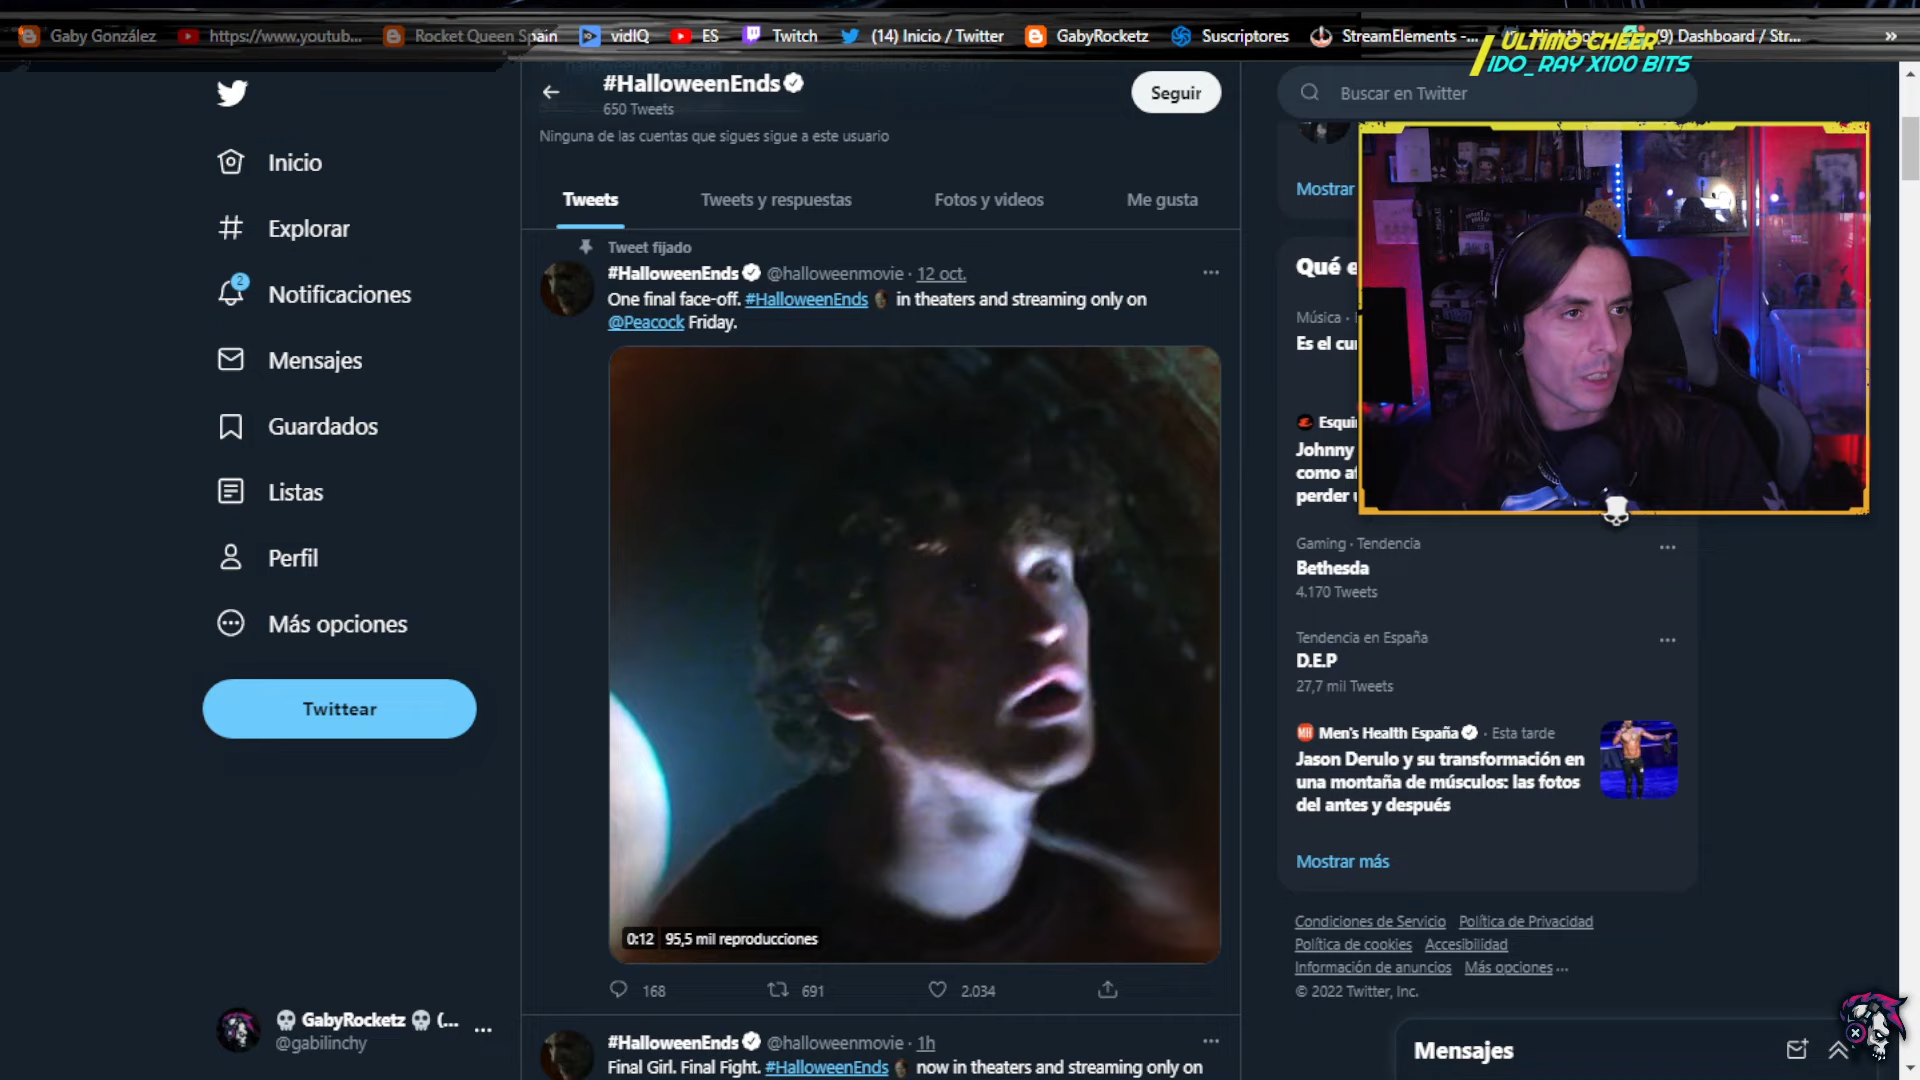 Gaby González
https://www.youtub...
Rocket Queen Spain
vidIQ
ES
Twitch
(14) Inicio / Twitter
GabyRocketz
Suscriptores
StreamElements -...
(9) Dashboard / Str...
»
ULTIMO CHEER
IDO_RAY X100 BITS
#HalloweenEnds
650 Tweets
Seguir
Ninguna de las cuentas que sigues sigue a este usuario
Tweets
Tweets y respuestas
Fotos y videos
Me gusta
Inicio
Explorar
2
Notificaciones
Mensajes
Guardados
Listas
Perfil
Más opciones
Twittear
GabyRocketz (...
@gabilinchy
Tweet fijado
#HalloweenEnds @halloweenmovie · 12 oct.
One final face-off. #HalloweenEnds in theaters and streaming only on
@Peacock Friday.
0:12 95,5 mil reproducciones
168
691
2.034
#HalloweenEnds @halloweenmovie · 1h
Final Girl. Final Fight. #HalloweenEnds now in theaters and streaming only on
Buscar en Twitter
Mostrar
Qué
Música ·
Es el
Johnny
como
perder
Gaming · Tendencia
Bethesda
4.170 Tweets
Tendencia en España
D.E.P
27,7 mil Tweets
MH Men's Health España · Esta tarde
Jason Derulo y su transformación en
una montaña de músculos: las fotos
del antes y después
Mostrar más
Condiciones de Servicio Política de Privacidad
Política de cookies Accesibilidad
Información de anuncios Más opciones ···
© 2022 Twitter, Inc.
Mensajes